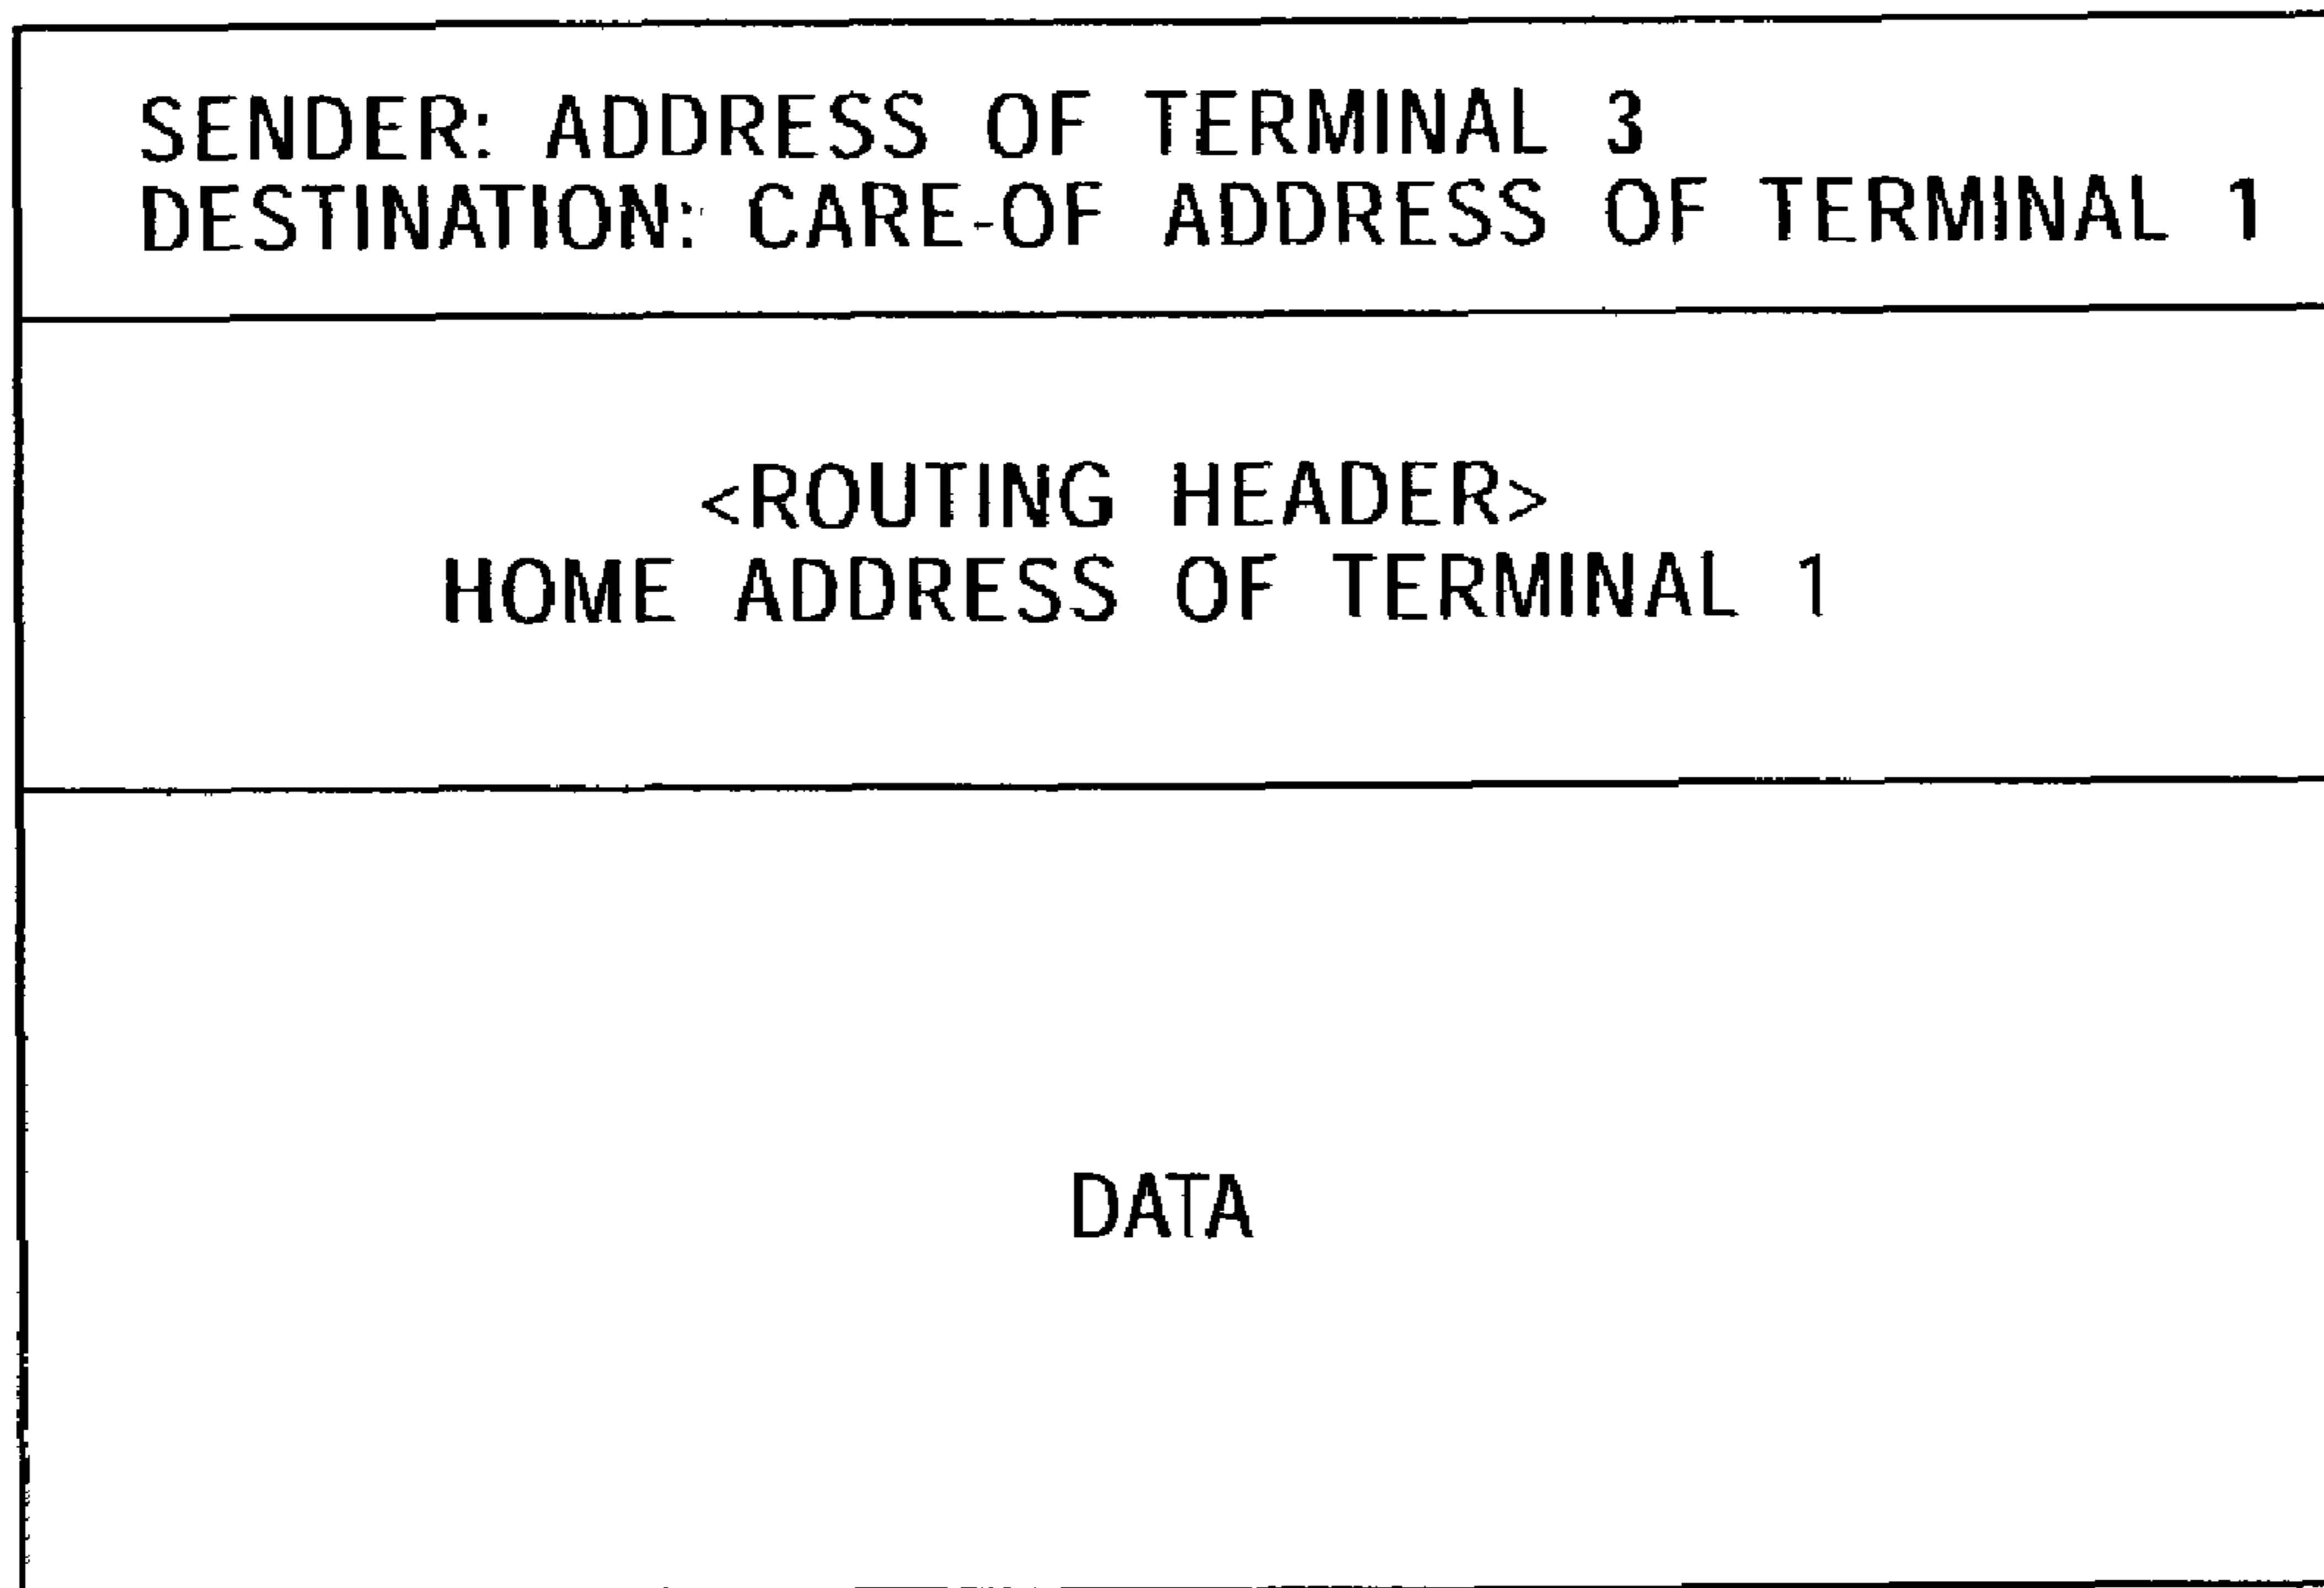 SENDER: ADDRESS OF TERMINAL 3
DESTINATION: CARE-OF ADDRESS OF TERMINAL 1
<ROUTING HEADER>
HOME ADDRESS OF TERMINAL 1
DATA